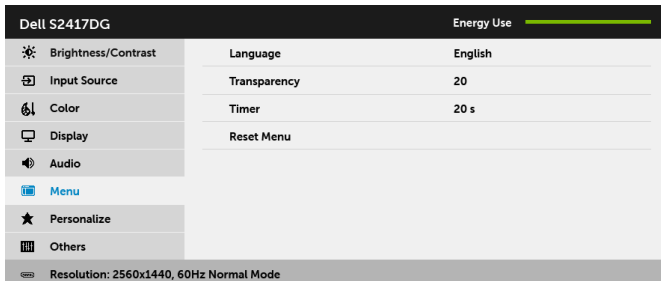 Dell S2417DG Energy Use
Brightness/Contrast Language English
Input Source Transparency 20
Color Timer 20 s
Display Reset Menu
Audio
Menu
Personalize
Others
Resolution: 2560x1440, 60Hz Normal Mode